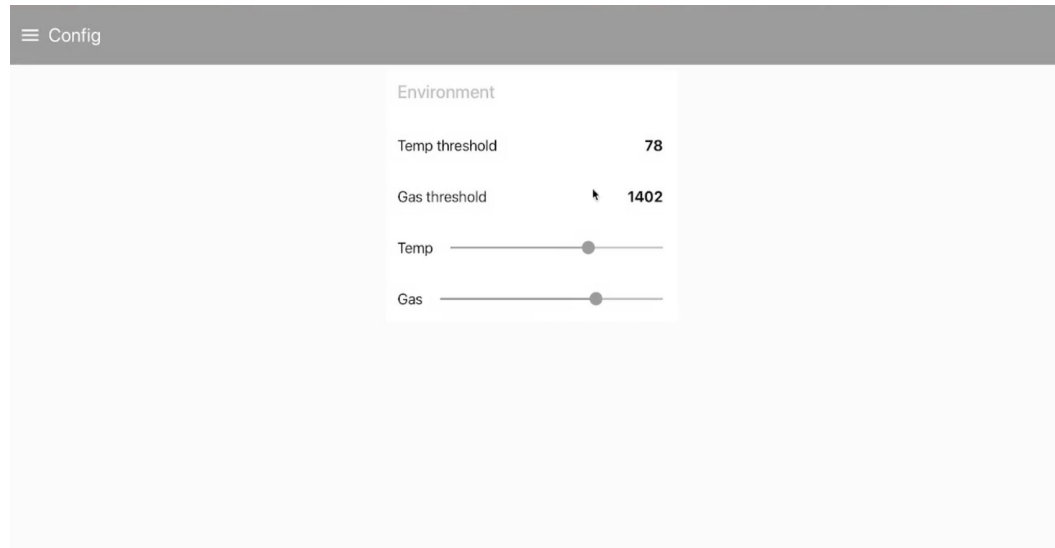 Config
Environment
Temp threshold 78
Gas threshold 1402
Temp
Gas